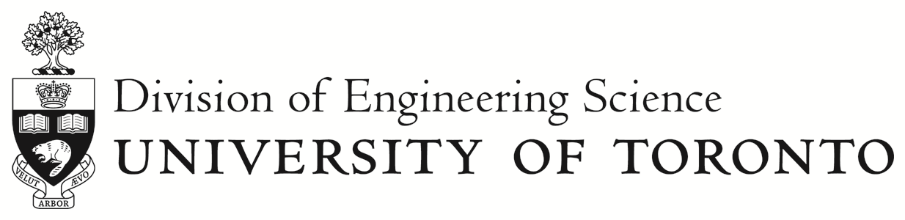 Division of Engineering Science
UNIVERSITY OF TORONTO
VELUT ÆVO
ARBOR